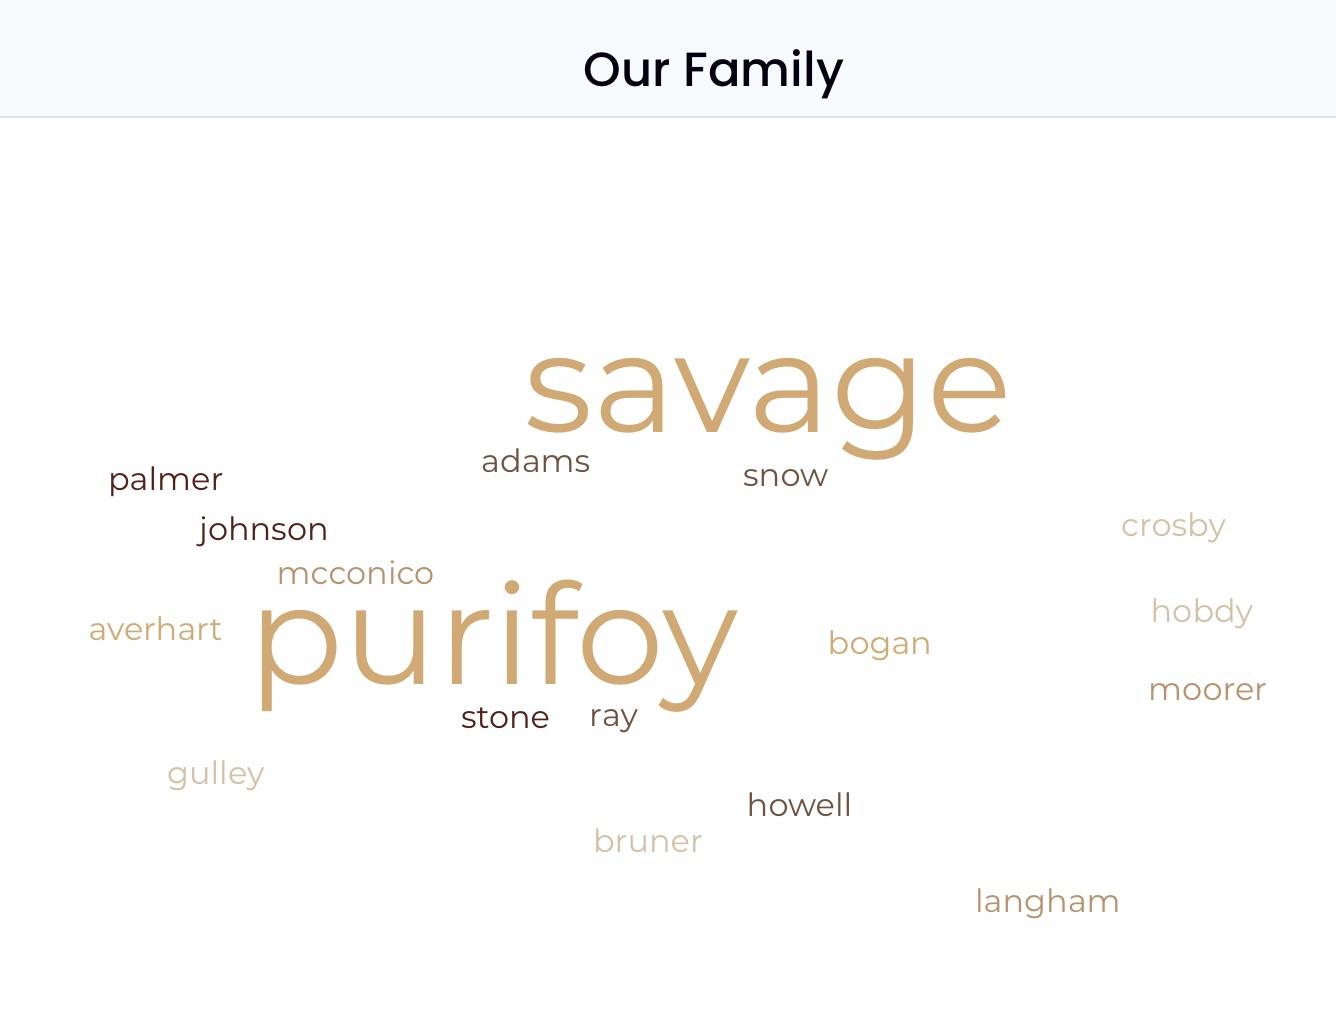 Our Family
savage
adams
snow
palmer
crosby
johnson
mcconico
hobdy
averhart
purifoy
bogan
moorer
stone
ray
gulley
howell
bruner
langham